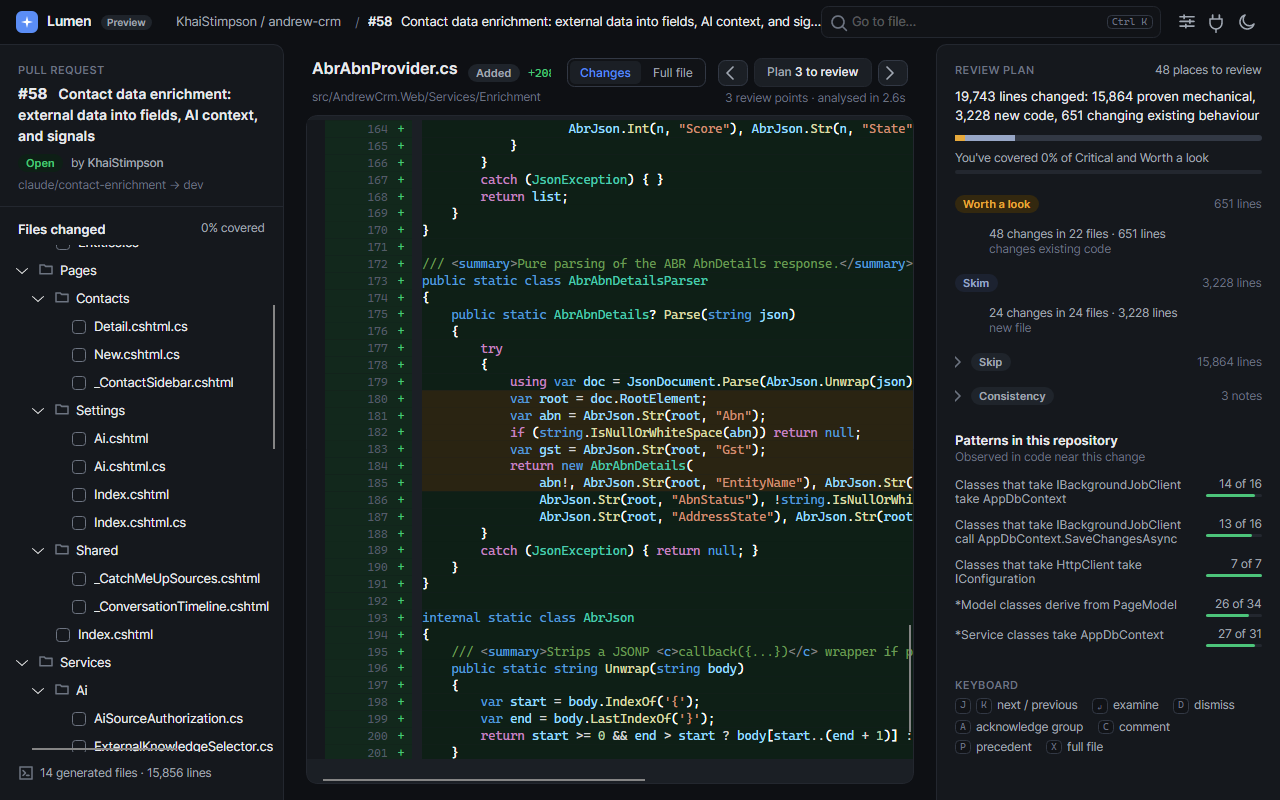 Lumen Preview KhaiStimpson / andrew-crm / #58 Contact data enrichment: external data into fields, AI context, and sig... Go to file... Ctrl K
PULL REQUEST
#58 Contact data enrichment:
external data into fields, AI context,
and signals
Open by KhaiStimpson
claude/contact-enrichment → dev
Files changed 0% covered
Pages
Contacts
Detail.cshtml.cs
New.cshtml.cs
_ContactSidebar.cshtml
Settings
Ai.cshtml
Ai.cshtml.cs
Index.cshtml
Index.cshtml.cs
Shared
_CatchMeUpSources.cshtml
_ConversationTimeline.cshtml
Index.cshtml
Services
Ai
AiSourceAuthorization.cs
ExternalKnowledgeSelector.cs
14 generated files · 15,856 lines
AbrAbnProvider.cs Added +208 Changes Full file Plan 3 to review
src/AndrewCrm.Web/Services/Enrichment 3 review points · analysed in 2.6s
164 + AbrJson.Int(n, "Score"), AbrJson.Str(n, "State"
165 + }
166 + }
167 + catch (JsonException) { }
168 + return list;
169 + }
170 + }
171 +
172 + /// <summary>Pure parsing of the ABR AbnDetails response.</summary>
173 + public static class AbrAbnDetailsParser
174 + {
175 + public static AbrAbnDetails? Parse(string json)
176 + {
177 + try
178 + {
179 + using var doc = JsonDocument.Parse(AbrJson.Unwrap(json)
180 + var root = doc.RootElement;
181 + var abn = AbrJson.Str(root, "Abn");
182 + if (string.IsNullOrWhiteSpace(abn)) return null;
183 + var gst = AbrJson.Str(root, "Gst");
184 + return new AbrAbnDetails(
185 + abn!, AbrJson.Str(root, "EntityName"), AbrJson.Str(
186 + AbrJson.Str(root, "AbnStatus"), !string.IsNullOrWhi
187 + AbrJson.Str(root, "AddressState"), AbrJson.Str(root
188 + }
189 + catch (JsonException) { return null; }
190 + }
191 + }
192 +
193 + internal static class AbrJson
194 + {
195 + /// <summary>Strips a JSONP <c>callback({...})</c> wrapper if p
196 + public static string Unwrap(string body)
197 + {
198 + var start = body.IndexOf('{');
199 + var end = body.LastIndexOf('}');
200 + return start >= 0 && end > start ? body[start..(end + 1)] :
201 + }
REVIEW PLAN 48 places to review
19,743 lines changed: 15,864 proven mechanical,
3,228 new code, 651 changing existing behaviour
You've covered 0% of Critical and Worth a look
Worth a look 651 lines
48 changes in 22 files · 651 lines
changes existing code
Skim 3,228 lines
24 changes in 24 files · 3,228 lines
new file
Skip 15,864 lines
Consistency 3 notes
Patterns in this repository
Observed in code near this change
Classes that take IBackgroundJobClient 14 of 16
take AppDbContext
Classes that take IBackgroundJobClient 13 of 16
call AppDbContext.SaveChangesAsync
Classes that take HttpClient take 7 of 7
IConfiguration
*Model classes derive from PageModel 26 of 34
*Service classes take AppDbContext 27 of 31
KEYBOARD
J K next / previous examine D dismiss
A acknowledge group C comment
P precedent X full file